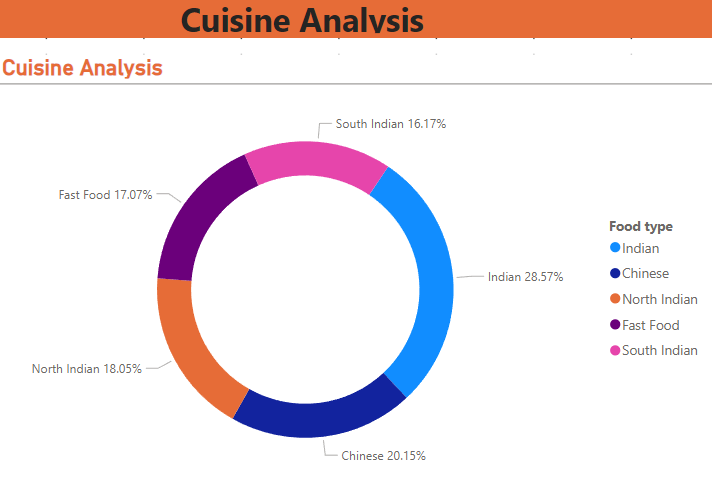 Cuisine Analysis
Cuisine Analysis
South Indian 16.17%
Fast Food 17.07%
Indian 28.57%
North Indian 18.05%
Chinese 20.15%
Food type
Indian
Chinese
North Indian
Fast Food
South Indian